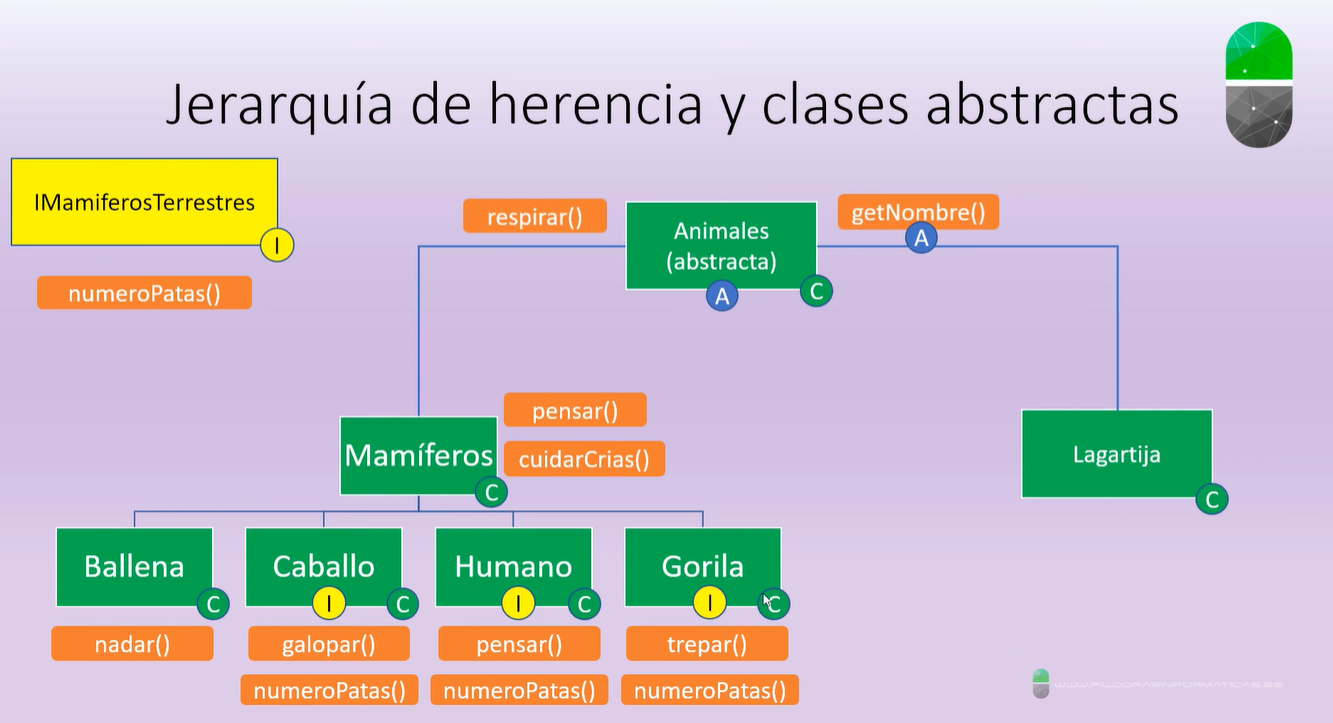 Jerarquía de herencia y clases abstractas
IMamiferosTerrestres
I
numeroPatas()
respirar()
Animales
(abstracta)
A
C
getNombre()
A
Mamíferos
C
pensar()
cuidarCrias()
Lagartija
C
Ballena
C
nadar()
Caballo
I
C
galopar()
numeroPatas()
Humano
I
C
pensar()
numeroPatas()
Gorila
I
C
trepar()
numeroPatas()
WWW.PILDORASINFORMATICAS.ES